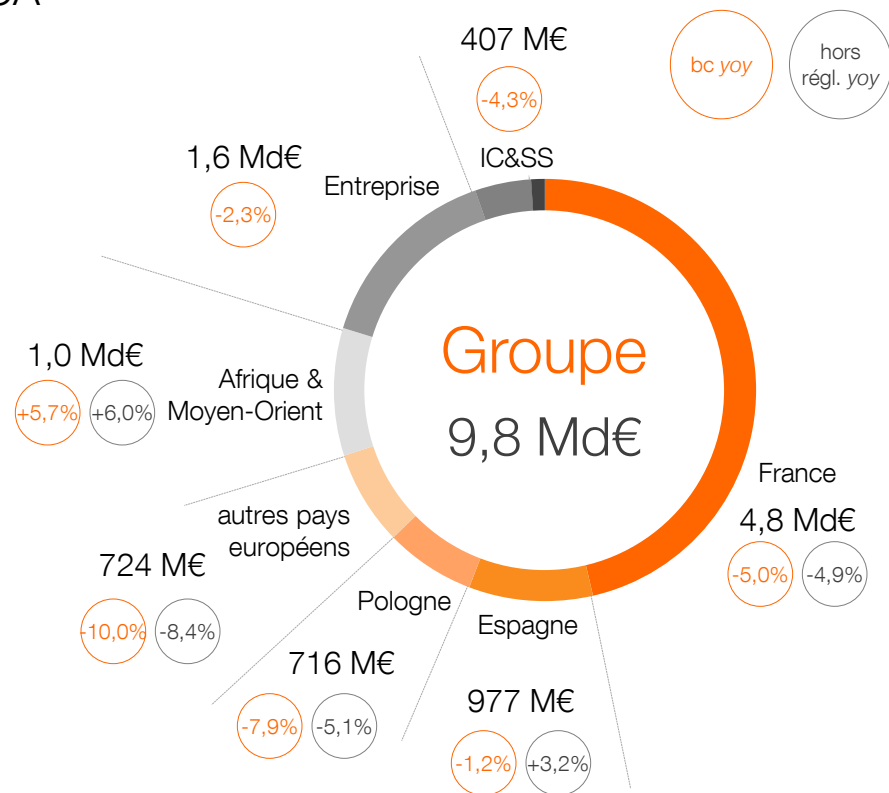 407 M€
-4,3%
IC&SS
bc yoy
hors
régl. yoy
1,6 Md€
Entreprise
-2,3%
1,0 Md€
+5,7%
+6,0%
Afrique &
Moyen-Orient
Groupe
9,8 Md€
France
4,8 Md€
-5,0%
-4,9%
autres pays
européens
724 M€
-10,0%
-8,4%
Pologne
716 M€
-7,9%
-5,1%
Espagne
977 M€
-1,2%
+3,2%